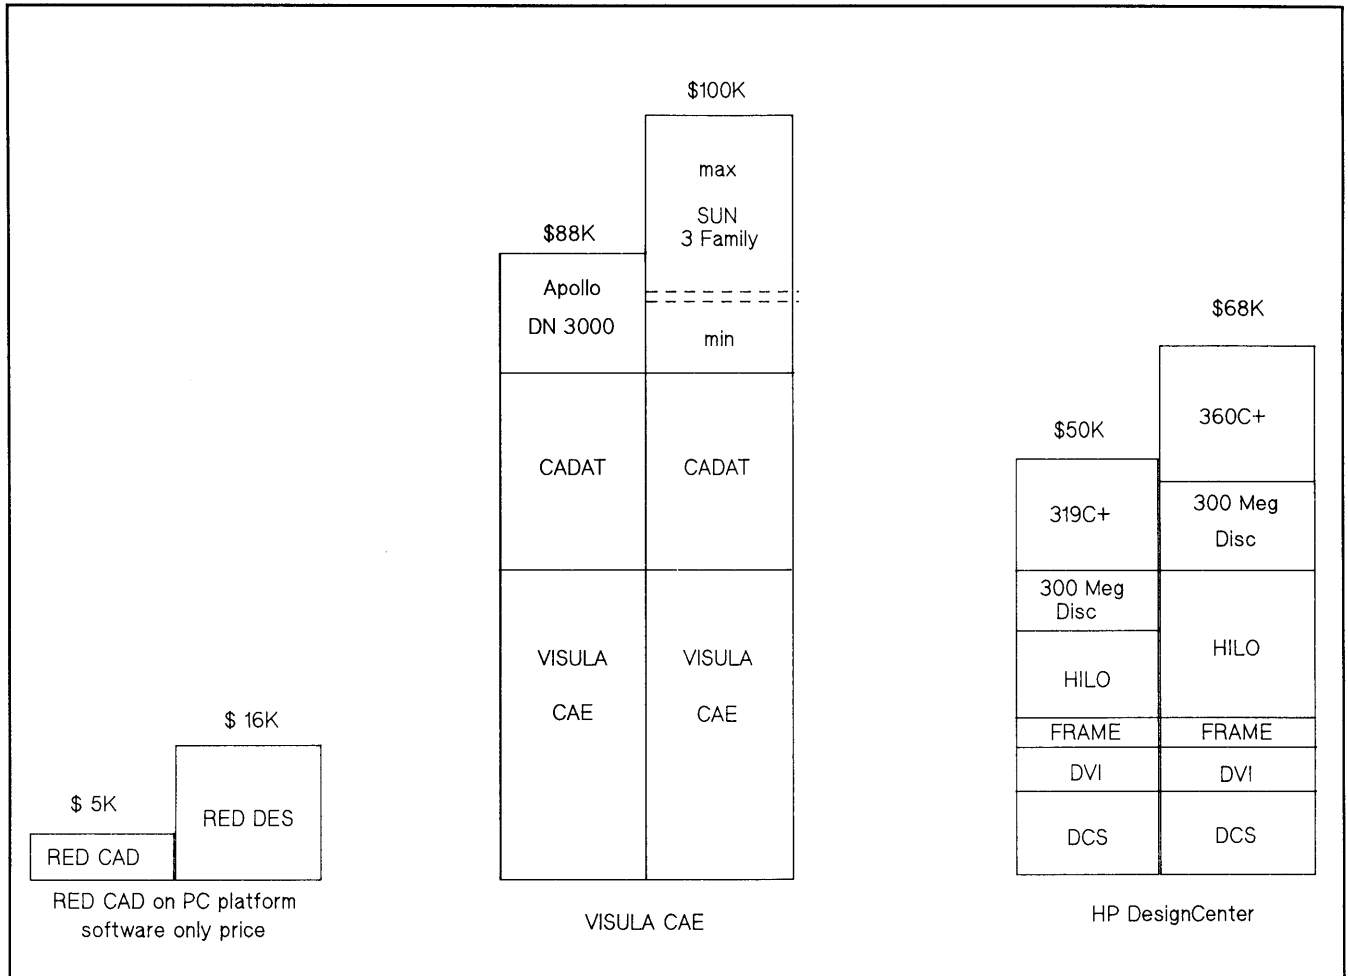 $ 5K
RED CAD
$ 16K
RED DES
RED CAD on PC platform
software only price
$88K
Apollo
DN 3000
CADAT
VISULA
CAE
$100K
max
SUN
3 Family
min
CADAT
VISULA
CAE
VISULA CAE
$50K
319C+
300 Meg
Disc
HILO
FRAME
DVI
DCS
$68K
360C+
300 Meg
Disc
HILO
FRAME
DVI
DCS
HP DesignCenter